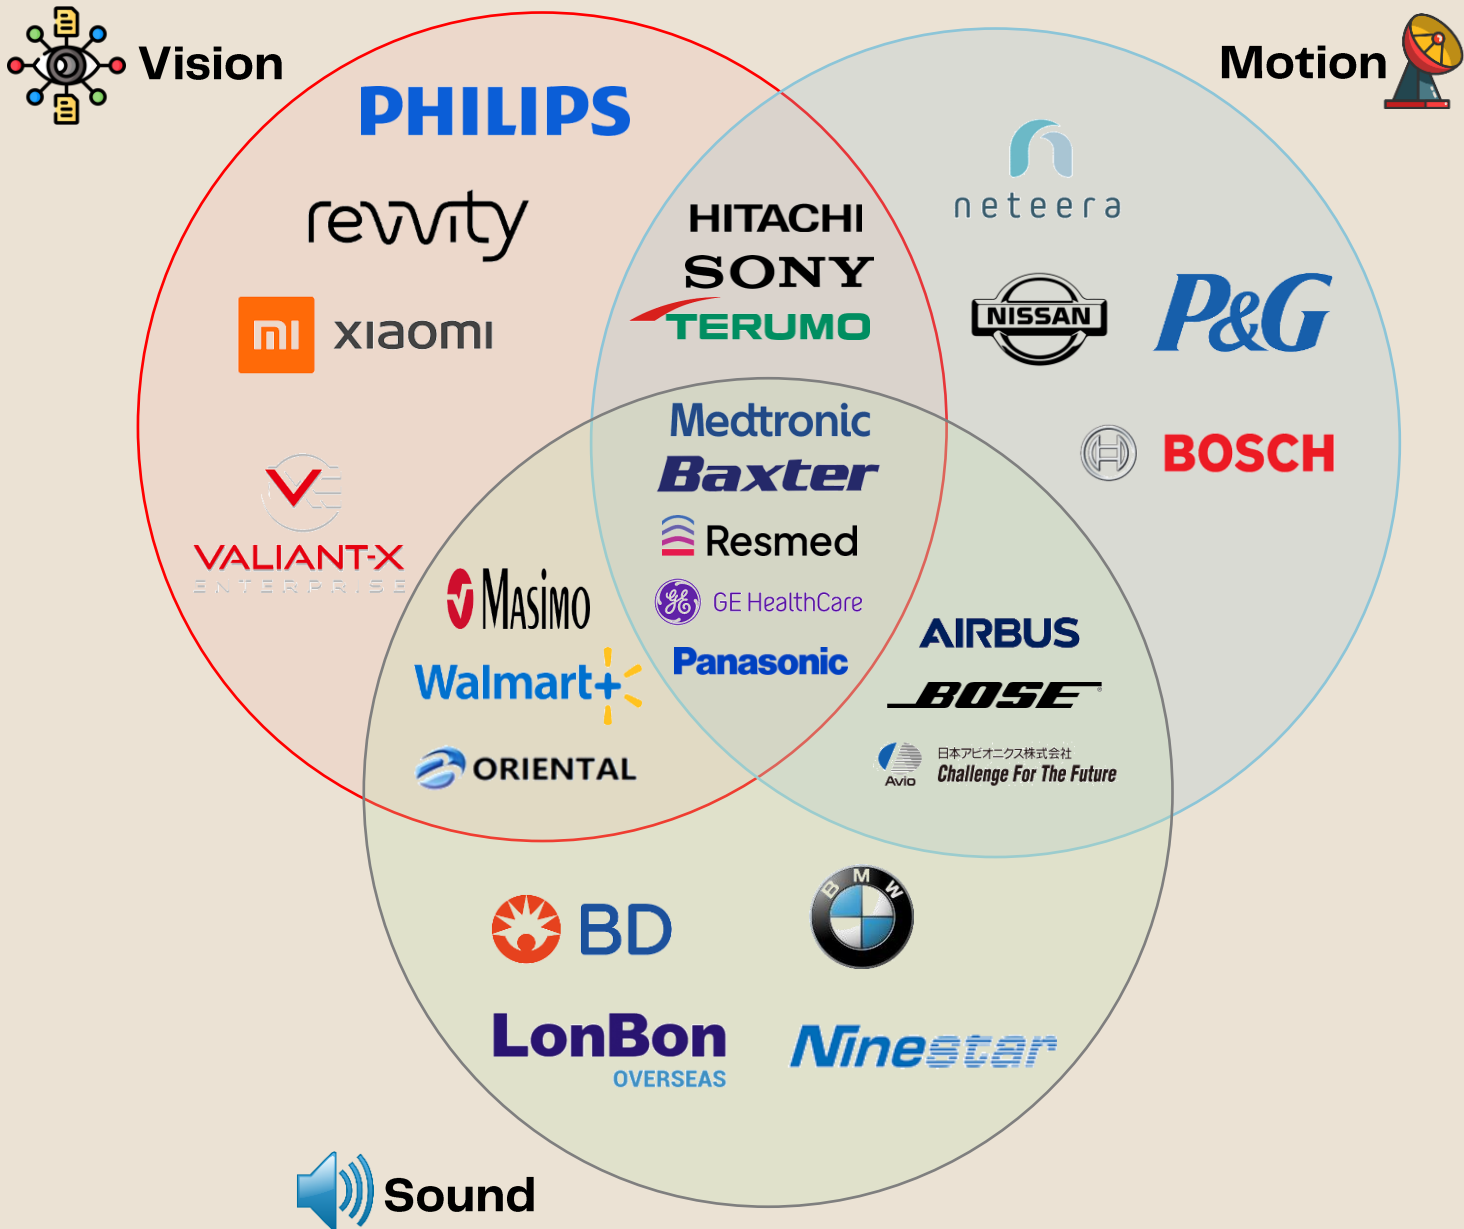 Vision
Motion
PHILIPS
revvity
mi xiaomi
VALIANT-X
ENTERPRISE
HITACHI
SONY
TERUMO
neteera
NISSAN
P&G
BOSCH
Medtronic
Baxter
Resmed
GE GE HealthCare
Panasonic
MASIMO
Walmart+
ORIENTAL
AIRBUS
BOSE®
Avio
日本アビオニクス株式会社
Challenge For The Future
BD
BMW
LonBon
OVERSEAS
Ninestar
Sound